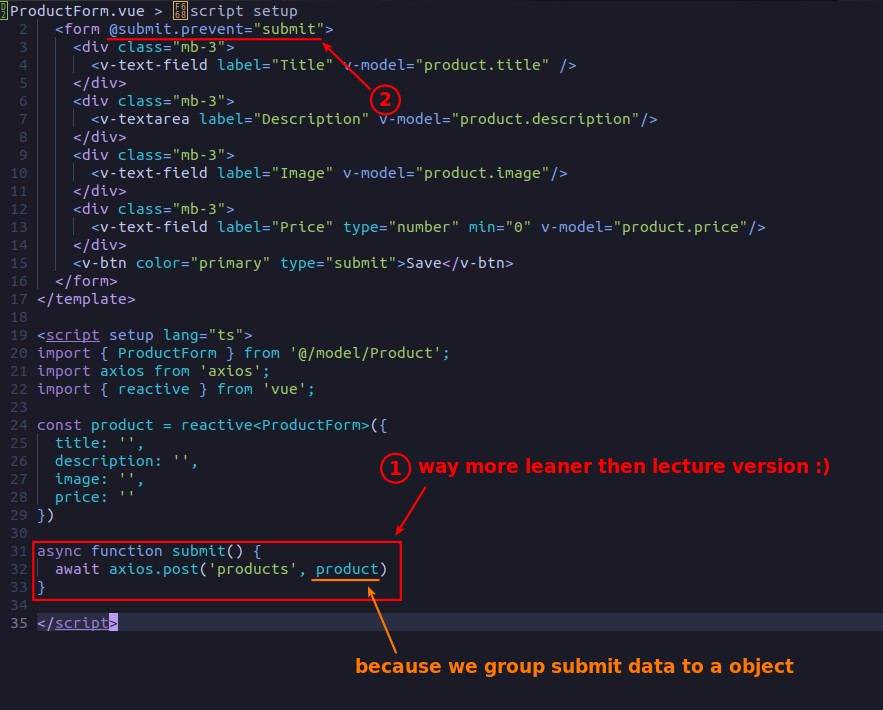 ProductForm.vue > script setup
2 <form @submit.prevent="submit">
3 <div class="mb-3">
4 <v-text-field label="Title" v-model="product.title" />
5 </div>
6 <div class="mb-3">
②
7 <v-textarea label="Description" v-model="product.description"/>
8 </div>
9 <div class="mb-3">
10 <v-text-field label="Image" v-model="product.image"/>
11 </div>
12 <div class="mb-3">
13 <v-text-field label="Price" type="number" min="0" v-model="product.price"/>
14 </div>
15 <v-btn color="primary" type="submit">Save</v-btn>
16 </form>
17 </template>
18
19 <script setup lang="ts">
20 import { ProductForm } from '@/model/Product';
21 import axios from 'axios';
22 import { reactive } from 'vue';
23
24 const product = reactive<ProductForm>({
25 title: '',
26 description: '',
① way more leaner then lecture version :)
27 image: '',
28 price: ''
29 })
30
31 async function submit() {
32 await axios.post('products', product)
33 }
34
35 </script>
because we group submit data to a object